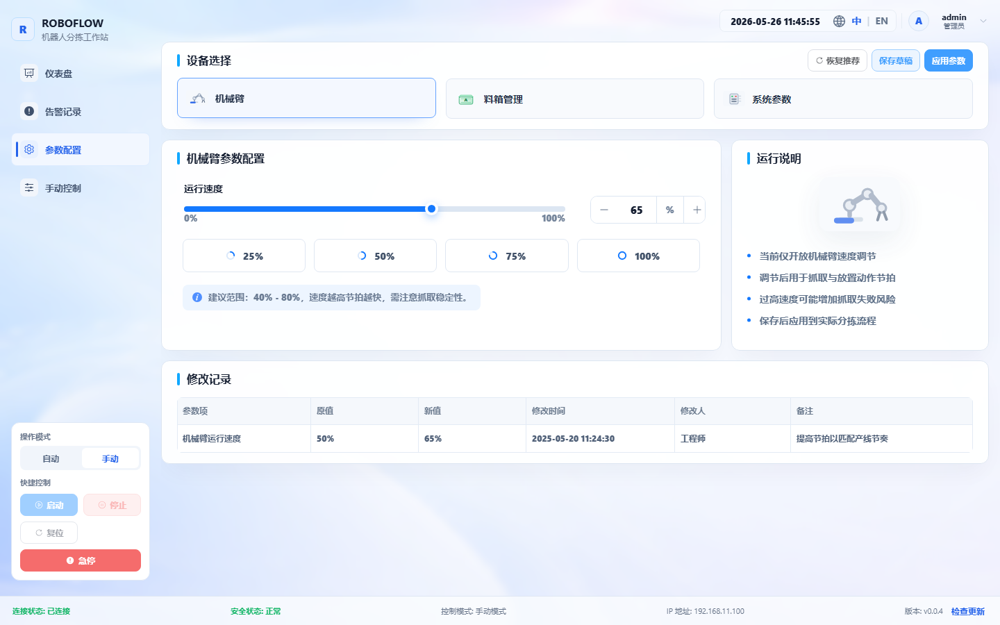 R
ROBOFLOW
机器人分拣工作站
2026-05-26 11:45:55
中 | EN
A
admin
管理员
仪表盘
告警记录
参数配置
手动控制
设备选择
恢复推荐
保存草稿
应用参数
机械臂
料箱管理
系统参数
机械臂参数配置
运行速度
0%
100%
65
%
25%
50%
75%
100%
建议范围：40% - 80%，速度越高节拍越快，需注意抓取稳定性。
运行说明
当前仅开放机械臂速度调节
调节后用于抓取与放置动作节拍
过高速度可能增加抓取失败风险
保存后应用到实际分拣流程
修改记录
参数项 原值 新值 修改时间 修改人 备注
机械臂运行速度 50% 65% 2025-05-20 11:24:30 工程师 提高节拍以匹配产线节奏
操作模式
自动 手动
快捷控制
启动 停止
复位
急停
连接状态: 已连接
安全状态: 正常
控制模式: 手动模式
IP 地址: 192.168.11.100
版本: v0.0.4
检查更新